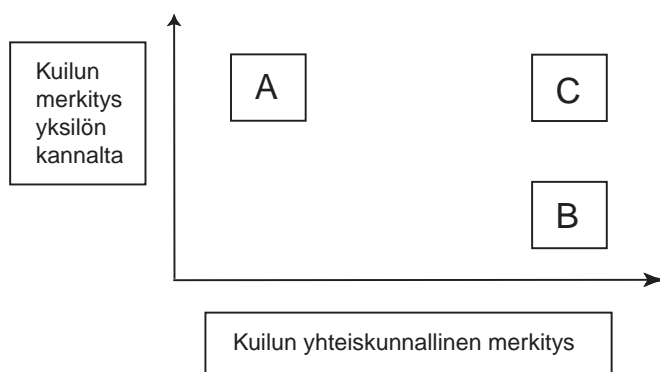 Kuilun
merkitys
yksilön
kannalta
A
C
B
Kuilun yhteiskunnallinen merkitys